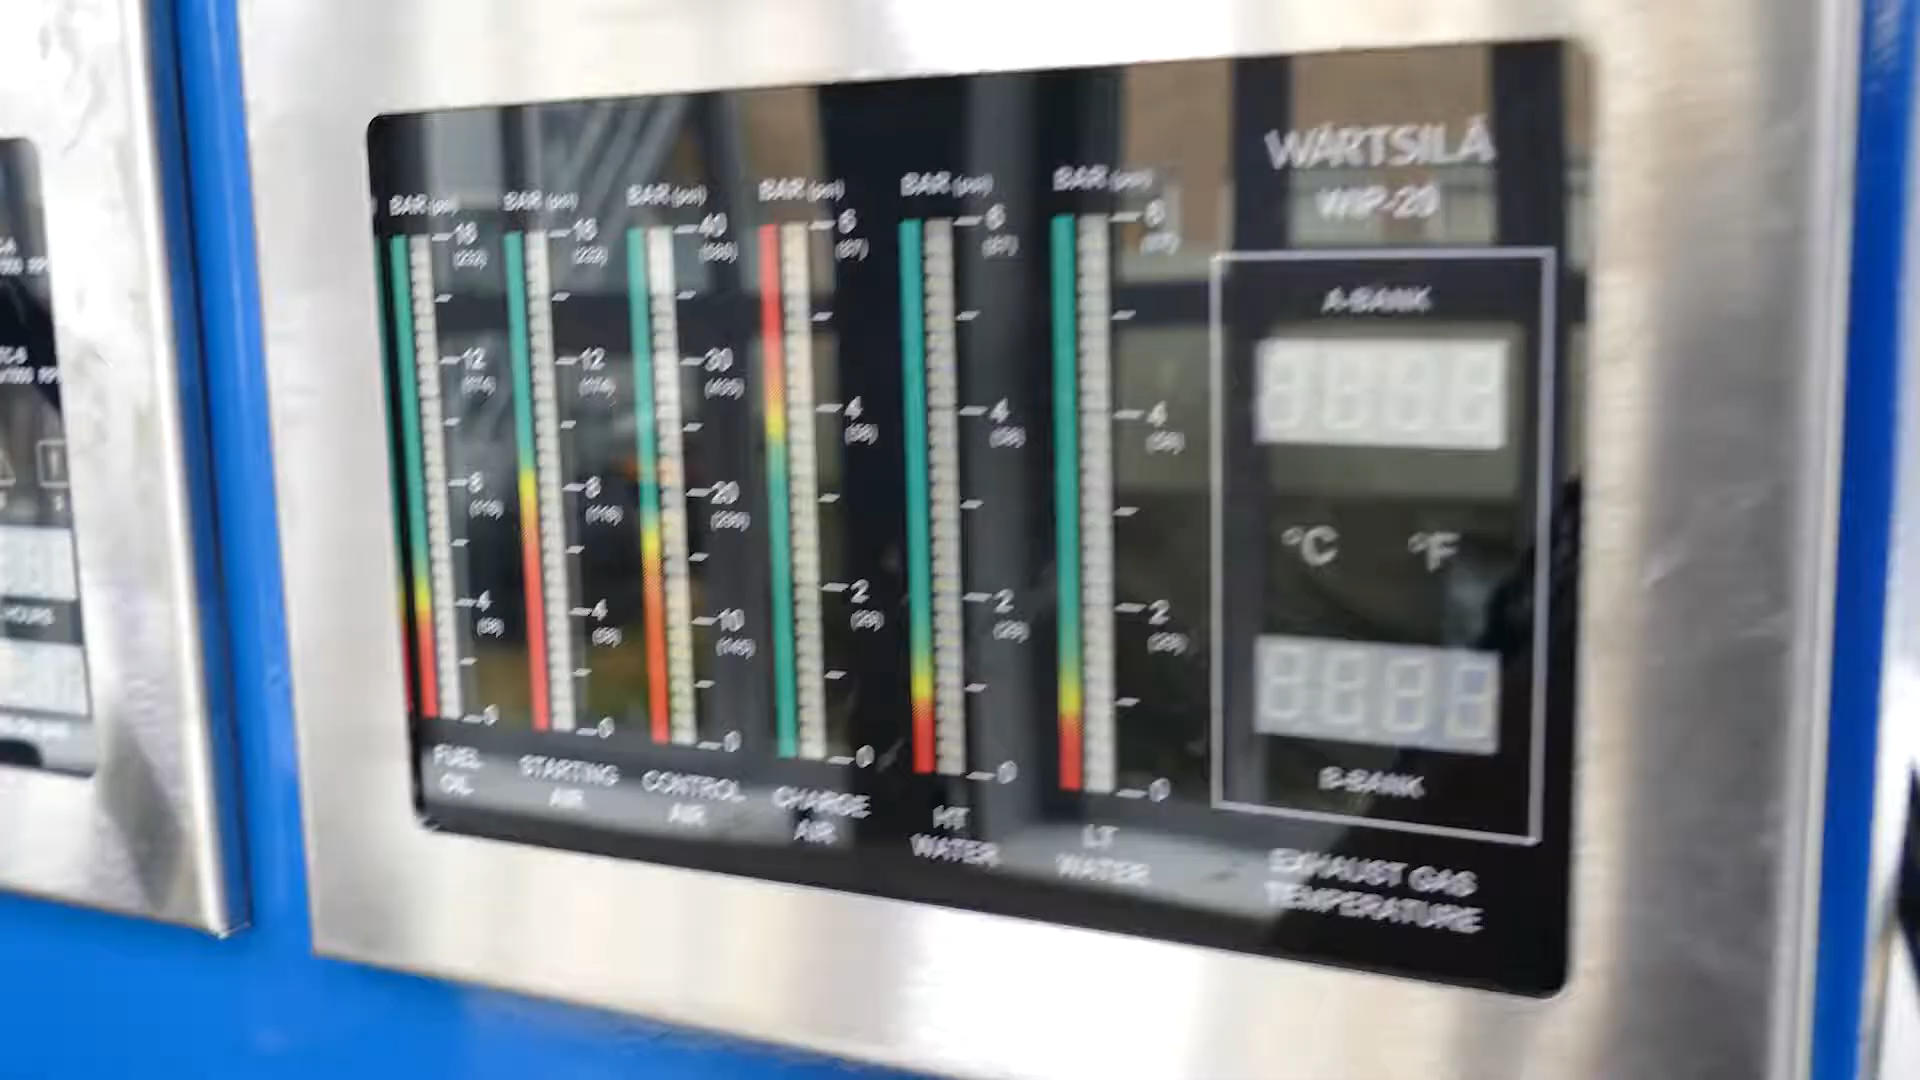 WÄRTSILÄ
WIP-20
BAR (psi)
16
(232)
12
(174)
8
(116)
4
(58)
0
FUEL
OIL
BAR (psi)
16
(232)
12
(174)
8
(116)
4
(58)
0
STARTING
AIR
BAR (psi)
40
(580)
30
(435)
20
(290)
10
(145)
0
CONTROL
AIR
BAR (psi)
6
(87)
4
(58)
2
(29)
0
CHARGE
AIR
BAR (psi)
6
(87)
4
(58)
2
(29)
0
HT
WATER
BAR (psi)
6
(87)
4
(58)
2
(29)
0
LT
WATER
A-BANK
°C °F
B-BANK
EXHAUST GAS
TEMPERATURE
HOURS